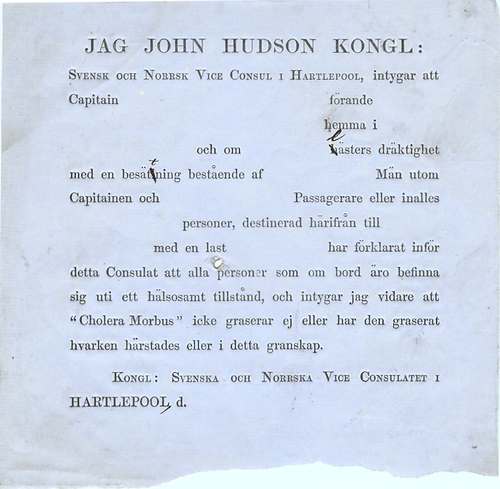 JAG JOHN HUDSON KONGL:
SVENSK OCH NORRSK VICE CONSUL I HARTLEPOOL, intygar att
Capitain förande
hemma i
och om hästers dräktighet
med en besättning bestående af Män utom
Capitainen och Passagerare eller inalles
personer, destinerad härifrån till
med en last har förklarat inför
detta Consulat att alla personer som om bord äro befinna
sig uti ett hälsosamt tillstånd, och intygar jag vidare att
"Cholera Morbus" icke graserar ej eller har den graserat
hvarken härstades eller i detta granskap.
KONGL: SVENSKA OCH NORRSKA VICE CONSULATET I
HARTLEPOOL, d.